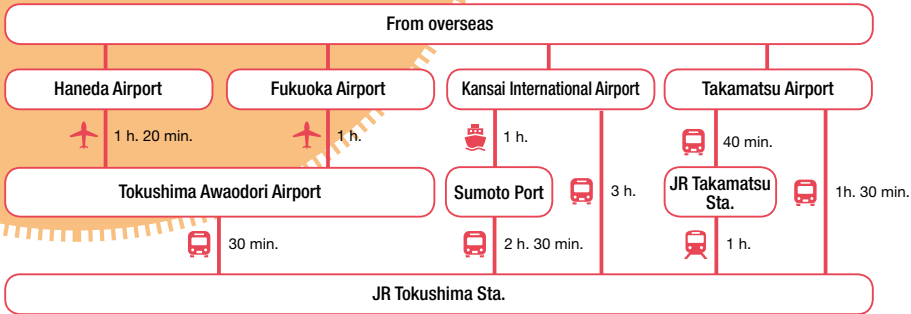 From overseas
Haneda Airport
Fukuoka Airport
Kansai International Airport
Takamatsu Airport
1 h. 20 min.
1 h.
1 h.
3 h.
40 min.
1h. 30 min.
Tokushima Awaodori Airport
Sumoto Port
JR Takamatsu
Sta.
30 min.
2 h. 30 min.
1 h.
JR Tokushima Sta.